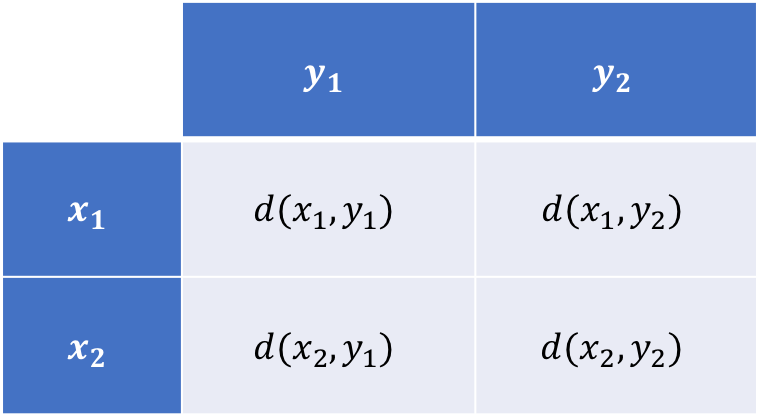 y₁ y₂
x₁ d(x₁, y₁) d(x₁, y₂)
x₂ d(x₂, y₁) d(x₂, y₂)